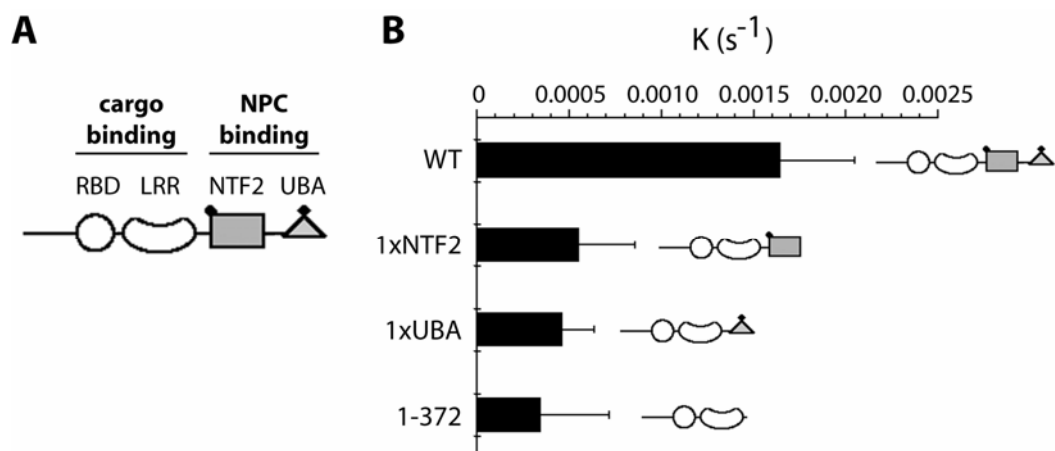 A
cargo binding
NPC binding
RBD LRR NTF2 UBA
B
K (s⁻¹)
0 0.0005 0.0010 0.0015 0.0020 0.0025
WT
1xNTF2
1xUBA
1-372